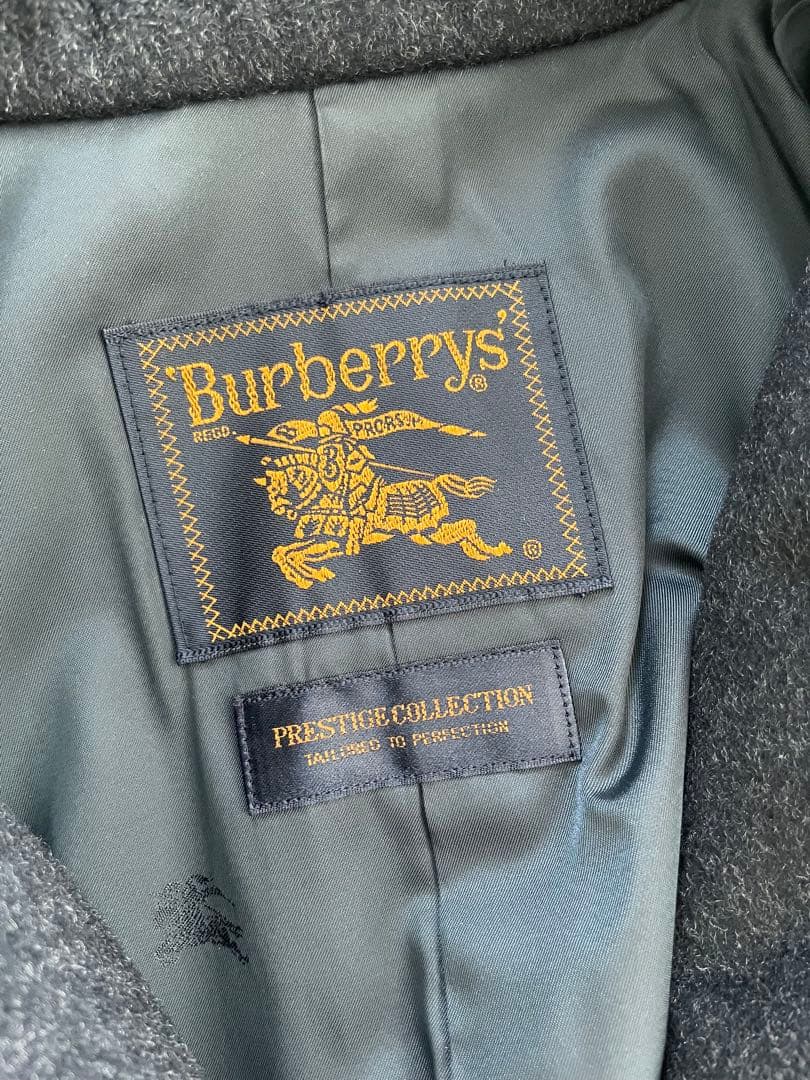 'Burberrys'®
REGD.
PRORSUM
®
PRESTIGE COLLECTION
TAILORED TO PERFECTION